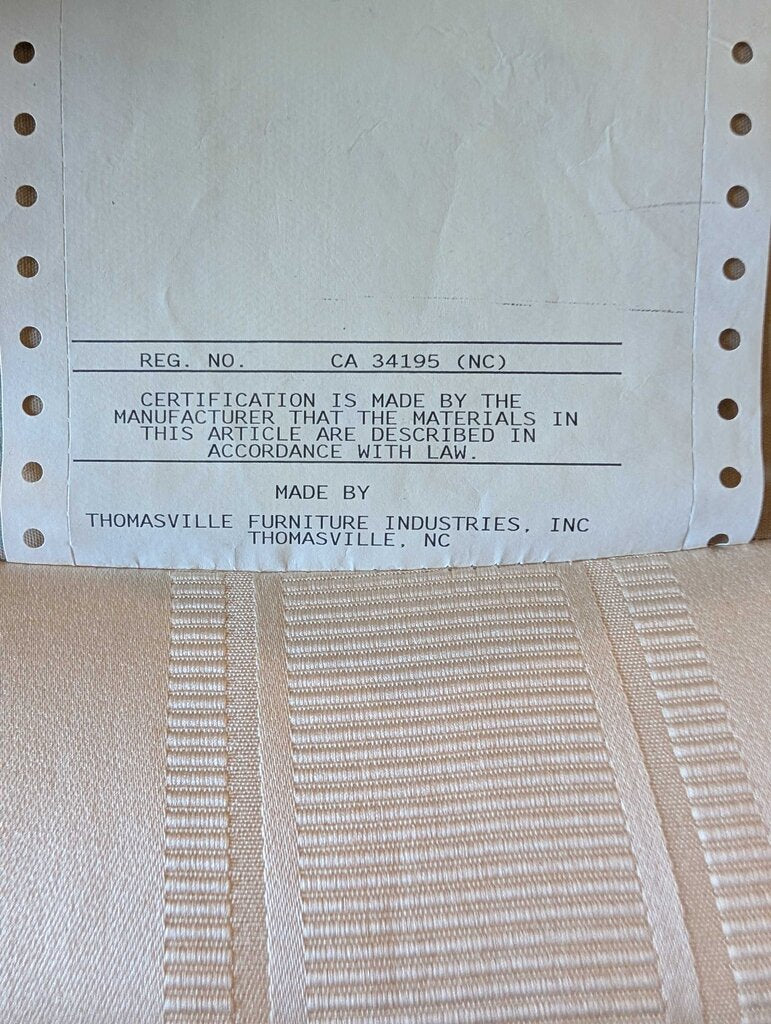 REG. NO. CA 34195 (NC)
CERTIFICATION IS MADE BY THE
MANUFACTURER THAT THE MATERIALS IN
THIS ARTICLE ARE DESCRIBED IN
ACCORDANCE WITH LAW.
MADE BY
THOMASVILLE FURNITURE INDUSTRIES, INC
THOMASVILLE, NC